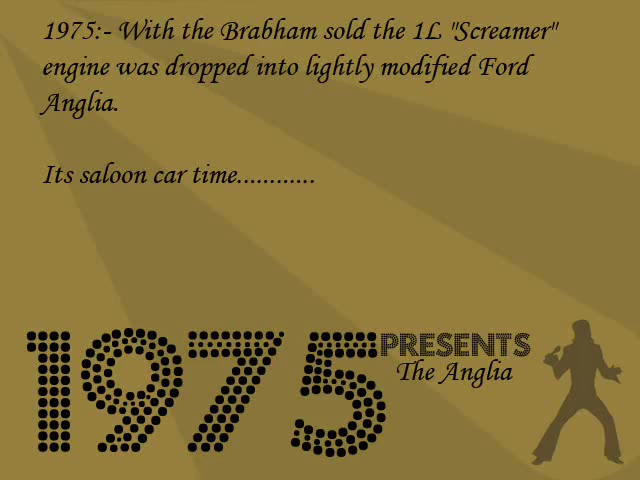 1975:- With the Brabham sold the 1L "Screamer"
engine was dropped into lightly modified Ford
Anglia.
Its saloon car time............
1975 PRESENTS
The Anglia